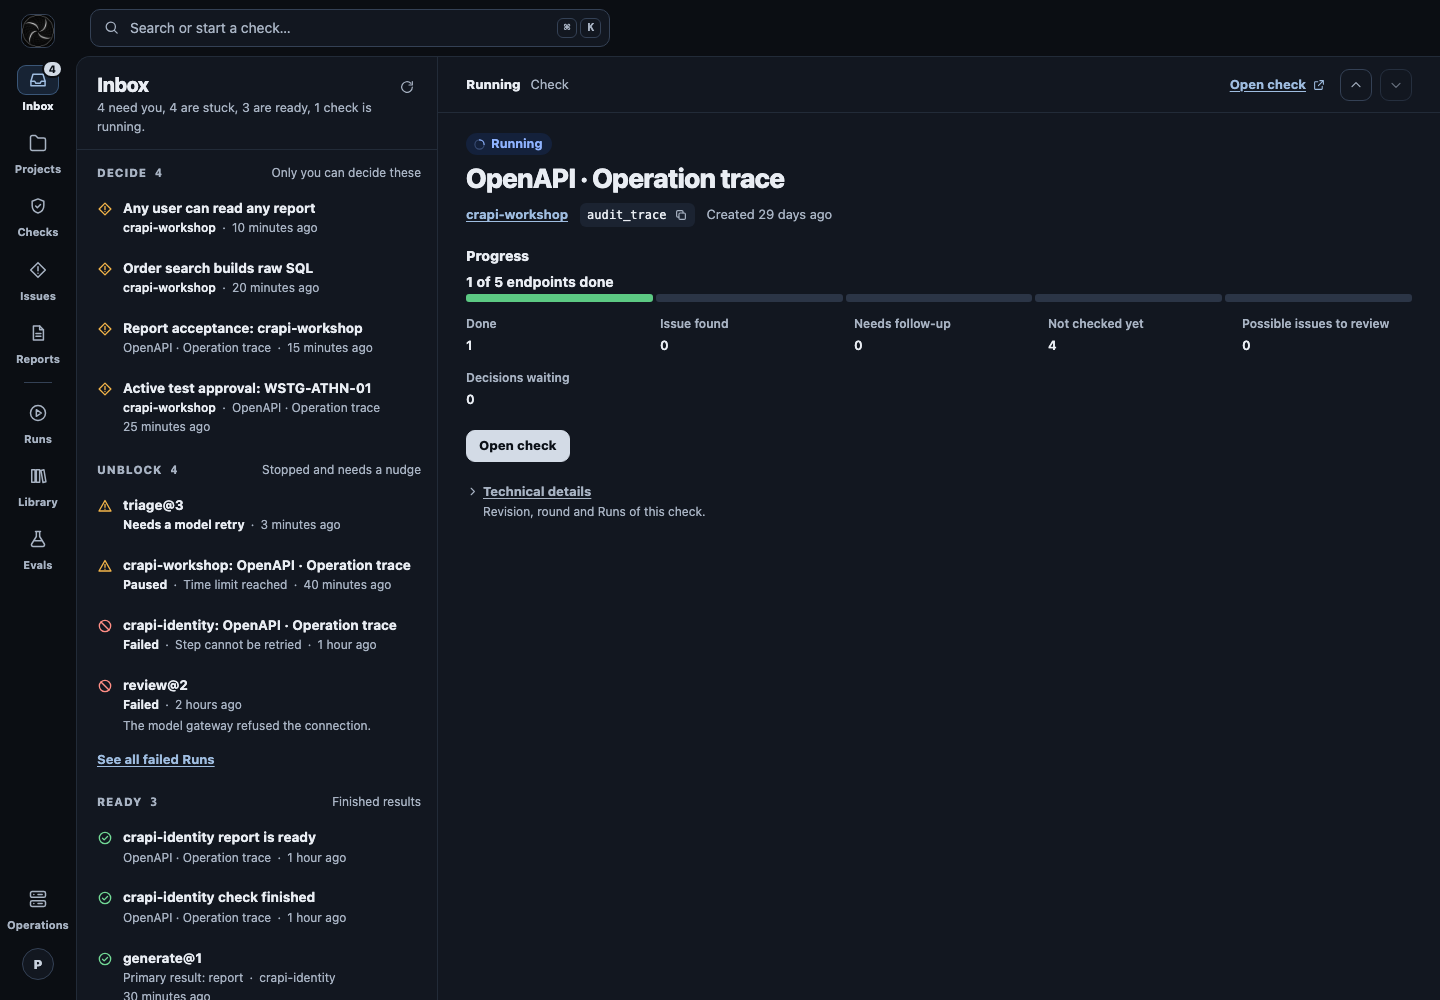 Search or start a check...
⌘ K
4
Inbox
Projects
Checks
Issues
Reports
Runs
Library
Evals
Operations
P
Inbox
4 need you, 4 are stuck, 3 are ready, 1 check is
running.
DECIDE 4 Only you can decide these
Any user can read any report
crapi-workshop · 10 minutes ago
Order search builds raw SQL
crapi-workshop · 20 minutes ago
Report acceptance: crapi-workshop
OpenAPI · Operation trace · 15 minutes ago
Active test approval: WSTG-ATHN-01
crapi-workshop · OpenAPI · Operation trace
25 minutes ago
UNBLOCK 4 Stopped and needs a nudge
triage@3
Needs a model retry · 3 minutes ago
crapi-workshop: OpenAPI · Operation trace
Paused · Time limit reached · 40 minutes ago
crapi-identity: OpenAPI · Operation trace
Failed · Step cannot be retried · 1 hour ago
review@2
Failed · 2 hours ago
The model gateway refused the connection.
See all failed Runs
READY 3 Finished results
crapi-identity report is ready
OpenAPI · Operation trace · 1 hour ago
crapi-identity check finished
OpenAPI · Operation trace · 1 hour ago
generate@1
Primary result: report · crapi-identity
30 minutes ago
Running Check
Open check
Running
OpenAPI · Operation trace
crapi-workshop audit_trace Created 29 days ago
Progress
1 of 5 endpoints done
Done Issue found Needs follow-up Not checked yet Possible issues to review
1 0 0 4 0
Decisions waiting
0
Open check
Technical details
Revision, round and Runs of this check.